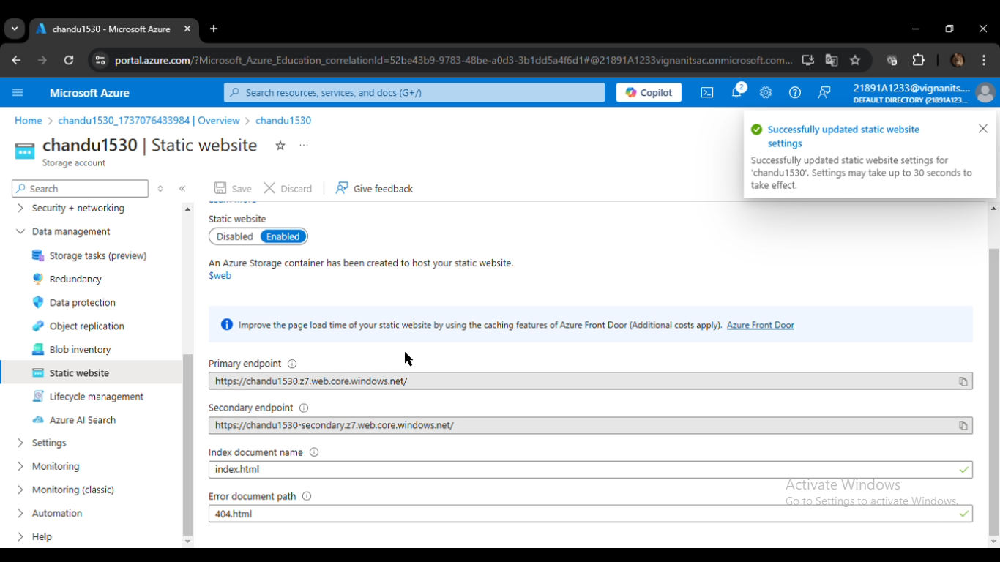 chandu1530 - Microsoft Azure
portal.azure.com/?Microsoft_Azure_Education_correlationId=52be43b9-9783-48be-a0d3-3b1dd5a4f6d1#@21891A1233vignanitsac.onmicrosoft.com...
Microsoft Azure
Search resources, services, and docs (G+/)
Copilot
2
21891A1233@vignanits....
DEFAULT DIRECTORY (21891A123...
Home > chandu1530_1737076433984 | Overview > chandu1530
chandu1530 | Static website
Storage account
Successfully updated static website
settings
Successfully updated static website settings for
'chandu1530'. Settings may take up to 30 seconds to
take effect.
Search
Save
Discard
Give feedback
Security + networking
Data management
Storage tasks (preview)
Redundancy
Data protection
Object replication
Blob inventory
Static website
Lifecycle management
Azure AI Search
Settings
Monitoring
Monitoring (classic)
Automation
Help
Static website
Disabled Enabled
An Azure Storage container has been created to host your static website.
$web
Improve the page load time of your static website by using the caching features of Azure Front Door (Additional costs apply). Azure Front Door
Primary endpoint
https://chandu1530.z7.web.core.windows.net/
Secondary endpoint
https://chandu1530-secondary.z7.web.core.windows.net/
Index document name
index.html
Error document path
404.html
Activate Windows
Go to Settings to activate Windows.